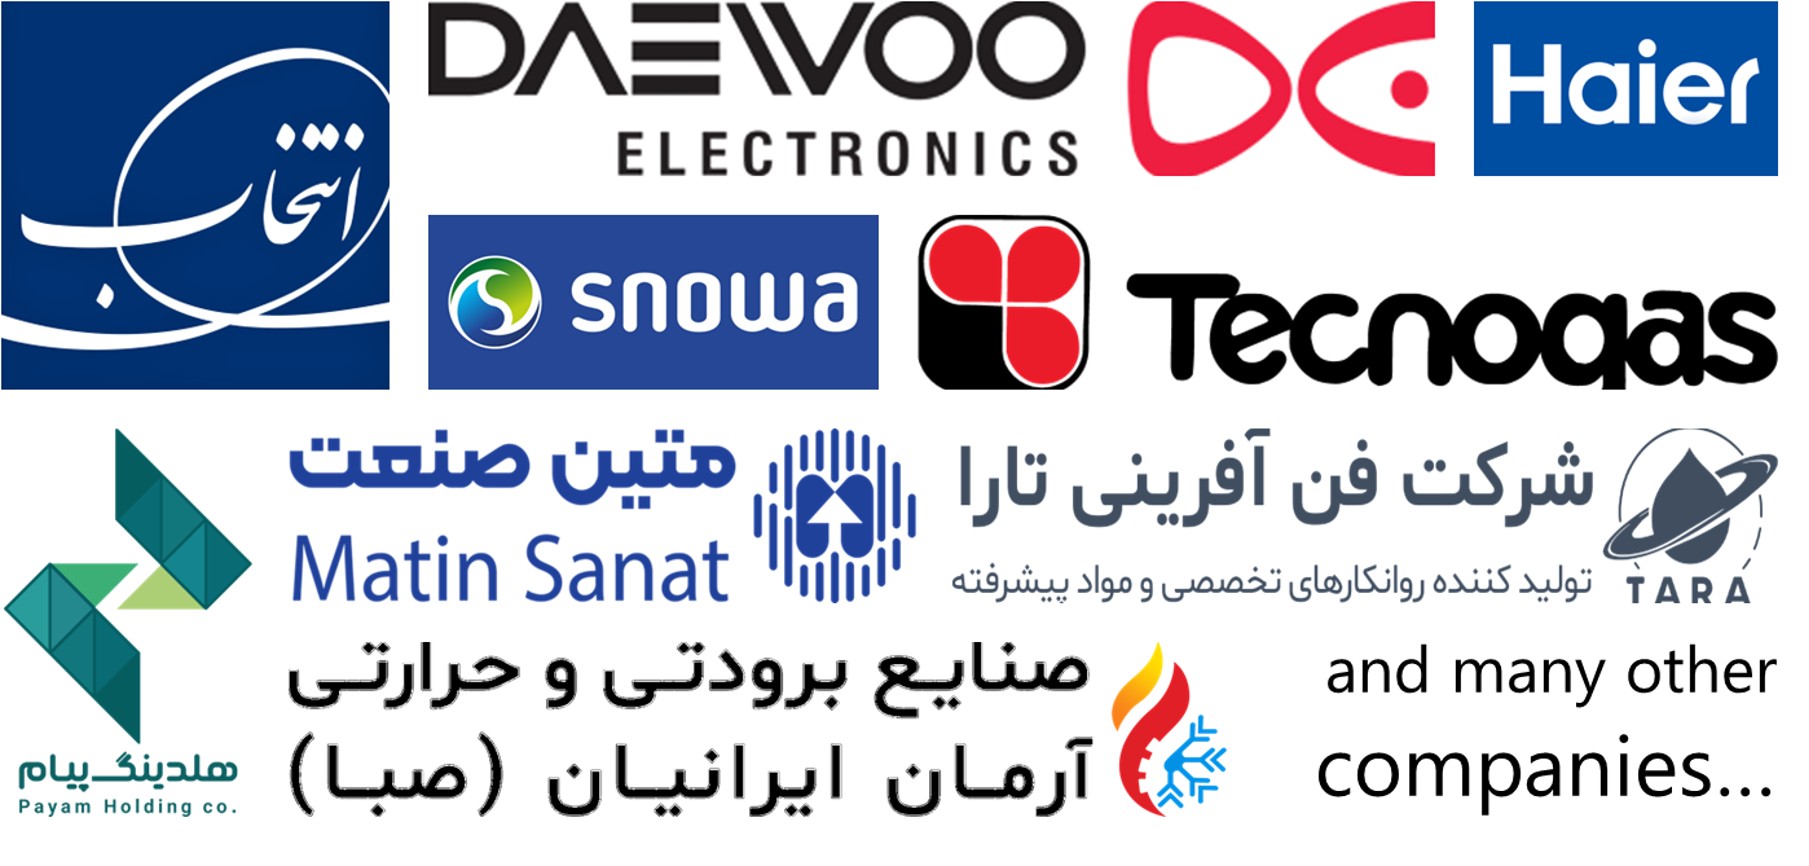 انتخاب
DAEWOO
ELECTRONICS
Haier
snowa
Tecnogas
متین صنعت
Matin Sanat
شرکت فن آفرینی تارا
تولید کننده روانکارهای تخصصی و مواد پیشرفته
TARA
هلدینگ پیام
Payam Holding co.
صنایع برودتی و حرارتی
آرمان ایرانیان (صبا)
and many other
companies...